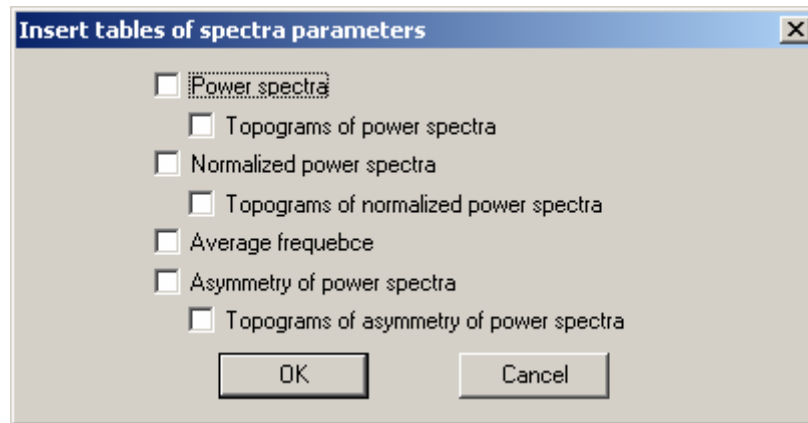 Insert tables of spectra parameters
Power spectra
Topograms of power spectra
Normalized power spectra
Topograms of normalized power spectra
Average frequebce
Asymmetry of power spectra
Topograms of asymmetry of power spectra
OK
Cancel